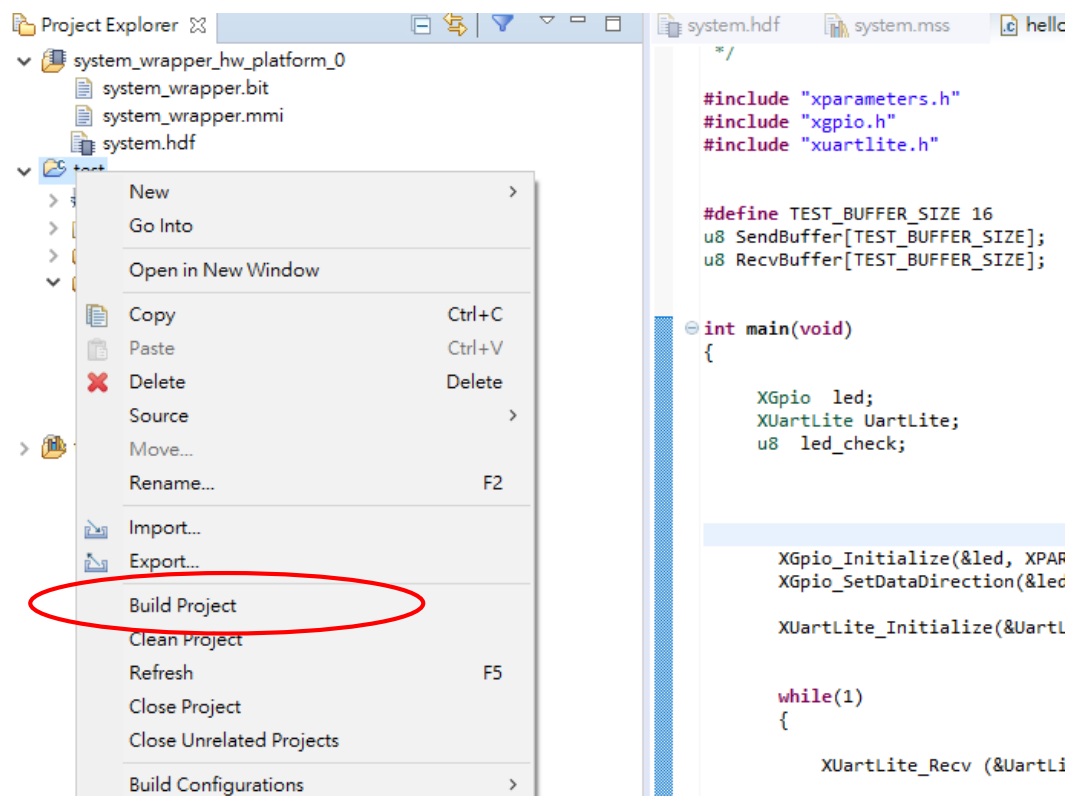 Project Explorer
system_wrapper_hw_platform_0
system_wrapper.bit
system_wrapper.mmi
system.hdf
test
New
Go Into
Open in New Window
Copy Ctrl+C
Paste Ctrl+V
Delete Delete
Source
Move...
Rename... F2
Import...
Export...
Build Project
Clean Project
Refresh F5
Close Project
Close Unrelated Projects
Build Configurations
system.hdf system.mss hello
*/
#include "xparameters.h"
#include "xgpio.h"
#include "xuartlite.h"
#define TEST_BUFFER_SIZE 16
u8 SendBuffer[TEST_BUFFER_SIZE];
u8 RecvBuffer[TEST_BUFFER_SIZE];
int main(void)
{
XGpio led;
XUartLite UartLite;
u8 led_check;
XGpio_Initialize(&led, XPAR
XGpio_SetDataDirection(&led
XUartLite_Initialize(&UartL
while(1)
{
XUartLite_Recv (&UartLi